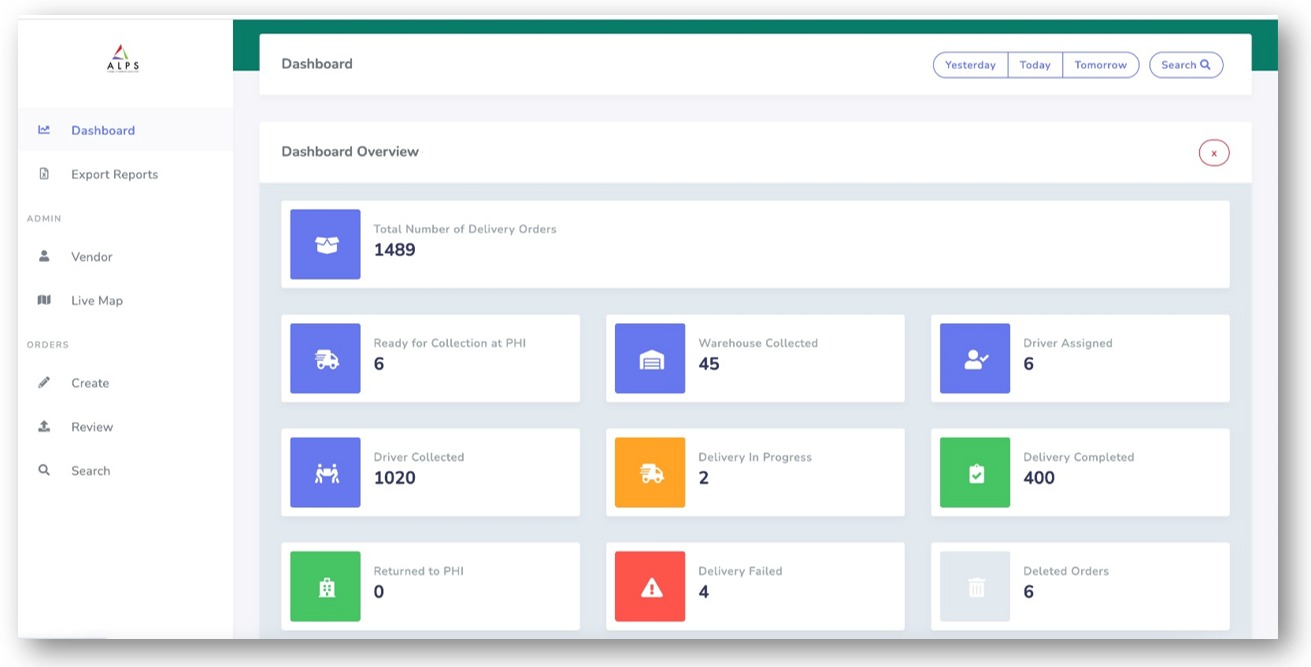 ALPS
Dashboard
Yesterday Today Tomorrow Search
Dashboard
Export Reports
ADMIN
Vendor
Live Map
ORDERS
Create
Review
Search
Dashboard Overview
x
Total Number of Delivery Orders
1489
Ready for Collection at PHI
6
Warehouse Collected
45
Driver Assigned
6
Driver Collected
1020
Delivery In Progress
2
Delivery Completed
400
Returned to PHI
0
Delivery Failed
4
Deleted Orders
6